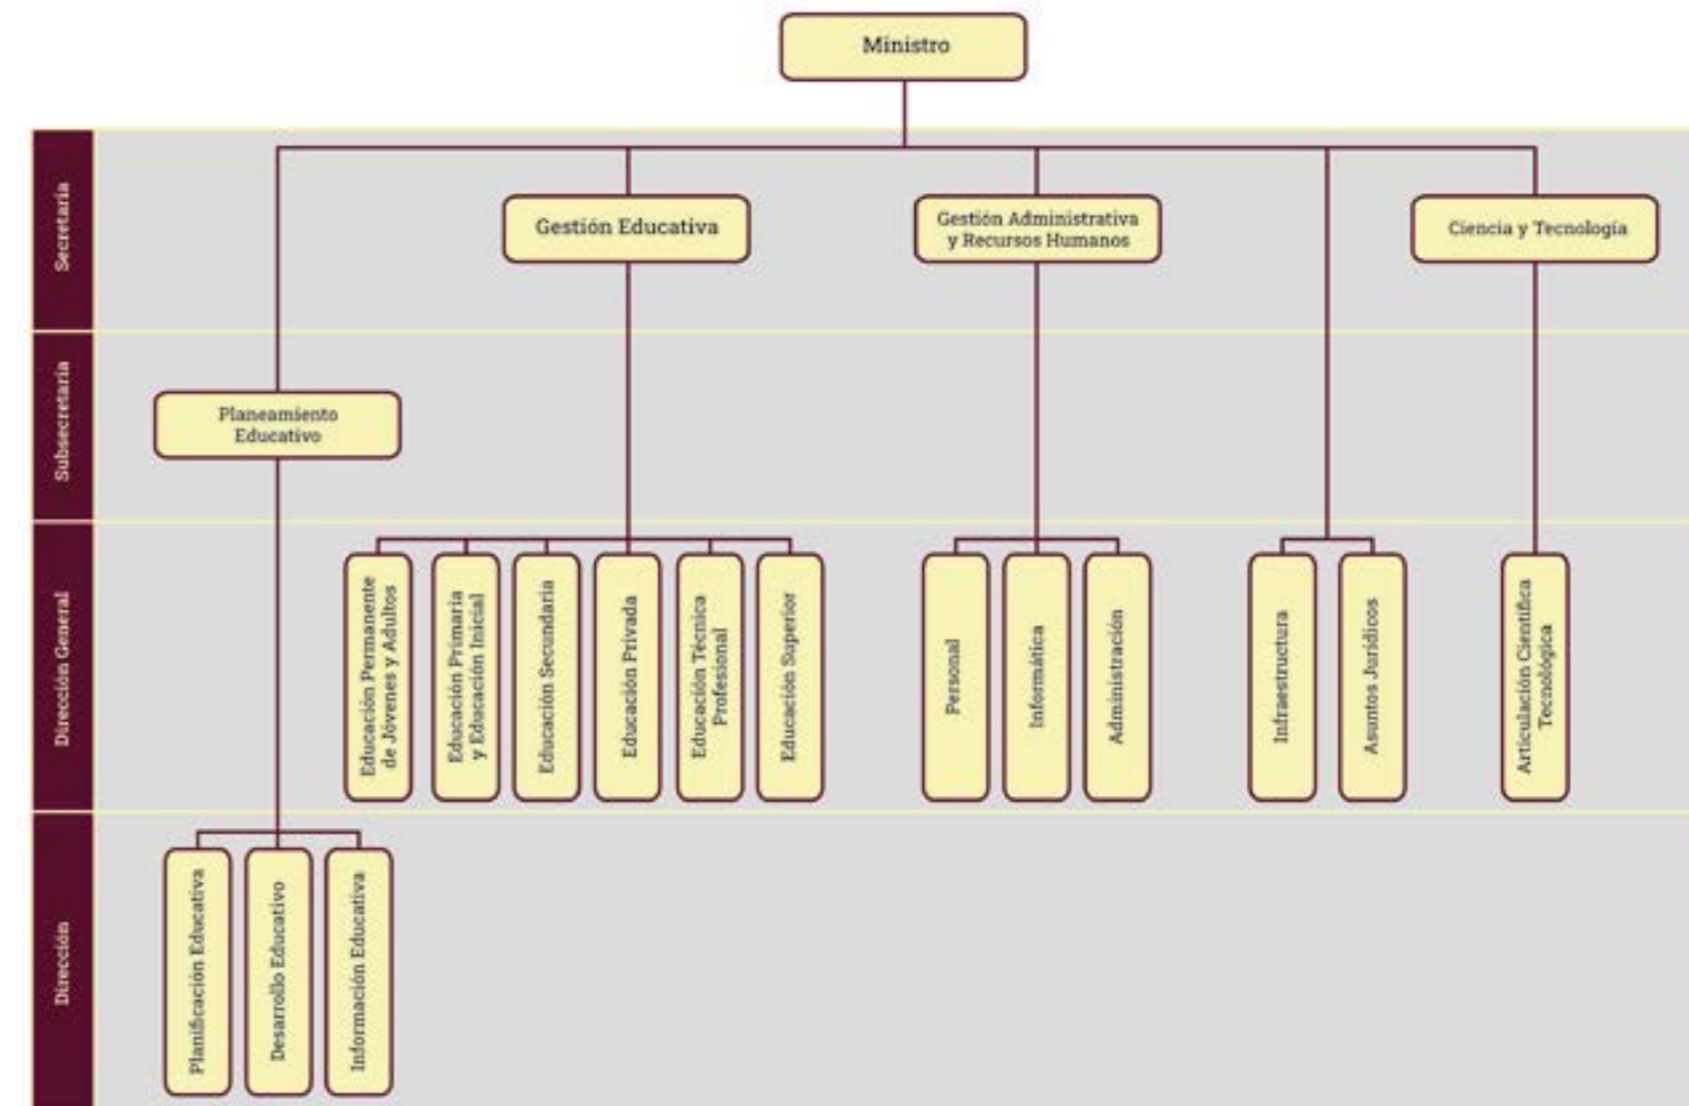 Ministro
Secretaría
Gestión Educativa
Gestión Administrativa
y Recursos Humanos
Ciencia y Tecnología
Subsecretaría
Planeamiento
Educativo
Dirección General
Educación Permanente
de Jóvenes y Adultos
Educación Primaria
y Educación Inicial
Educación Secundaria
Educación Privada
Educación Técnica
Profesional
Educación Superior
Personal
Informática
Administración
Infraestructura
Asuntos Jurídicos
Articulación Científica
Tecnológica
Dirección
Planificación Educativa
Desarrollo Educativo
Información Educativa